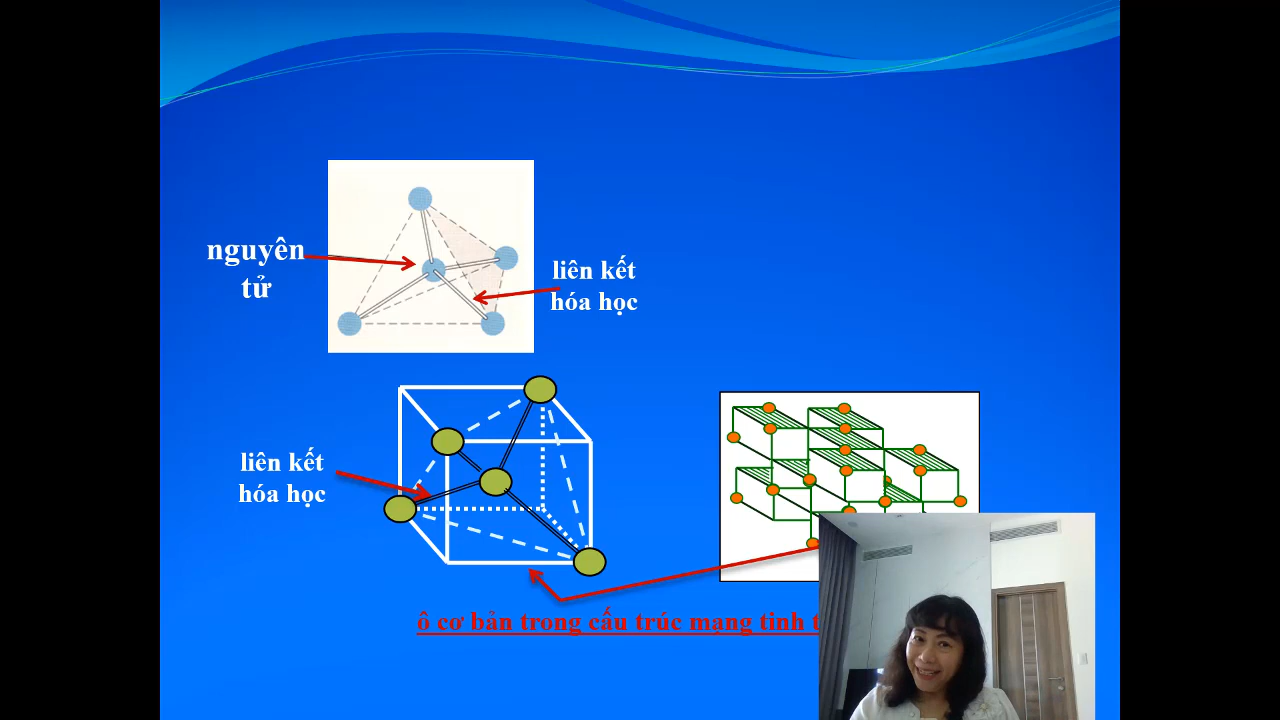 nguyên
tử
liên kết
hóa học
liên kết
hóa học
ô cơ bản trong cấu trúc mạng tinh